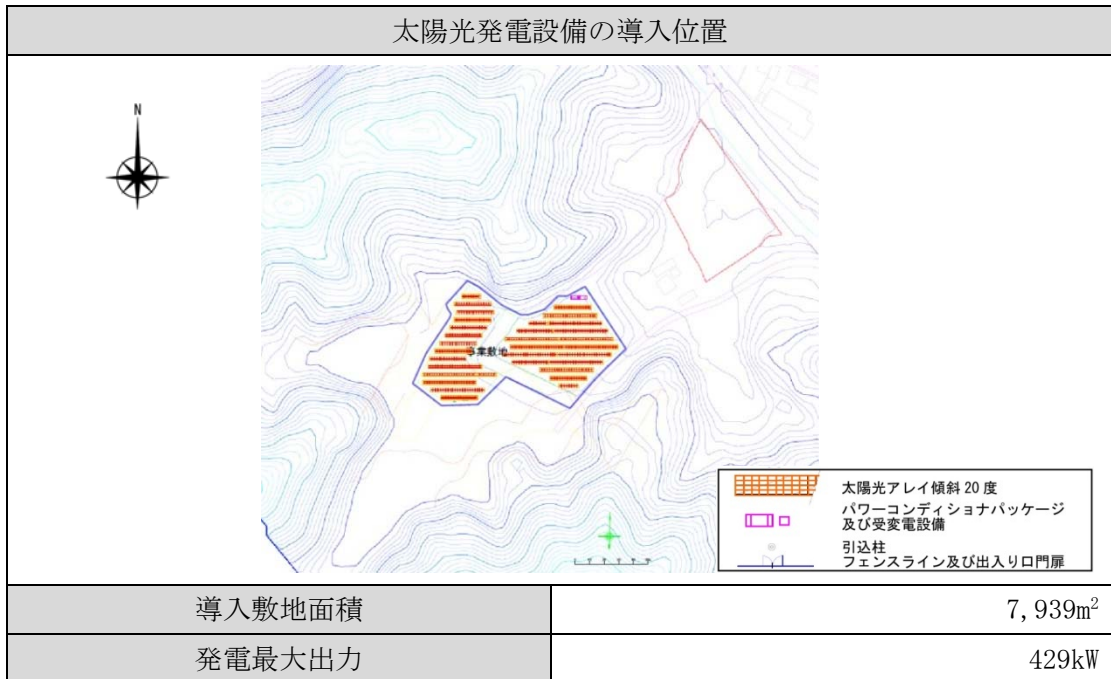 太陽光発電設備の導入位置
N
事業敷地
太陽光アレイ傾斜 20 度
パワーコンディショナパッケージ
及び受変電設備
引込柱
フェンスライン及び出入り口門扉
導入敷地面積
7,939m²
発電最大出力
429kW